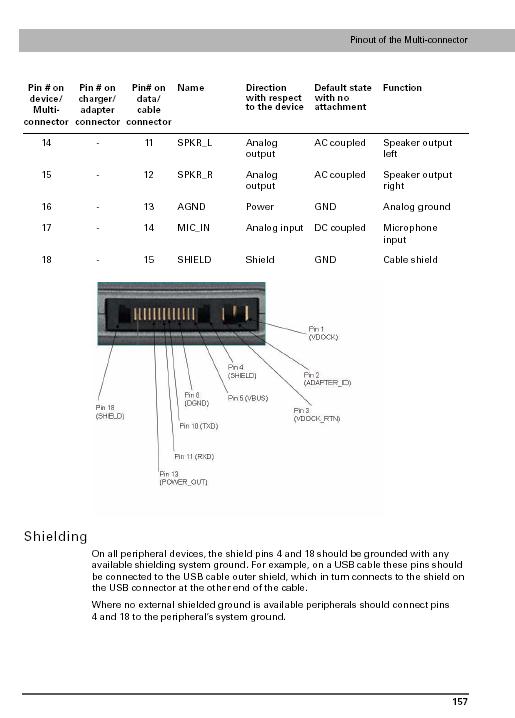 Pinout of the Multi-connector
Pin # on Pin # on Pin# on Name Direction Default state Function
device/ charger/ data/ with respect with no
Multi- adapter cable to the device attachment
connector connector connector
14 - 11 SPKR_L Analog AC coupled Speaker output
output left
15 - 12 SPKR_R Analog AC coupled Speaker output
output right
16 - 13 AGND Power GND Analog ground
17 - 14 MIC_IN Analog input DC coupled Microphone
input
18 - 15 SHIELD Shield GND Cable shield
Pin 1
(VDOCK)
Pin 4
(SHIELD)
Pin 2
(ADAPTER_ID)
Pin 8
(DGND)
Pin 5 (VBUS)
Pin 18
(SHIELD)
Pin 3
(VDOCK_RTN)
Pin 10 (TXD)
Pin 11 (RXD)
Pin 13
(POWER_OUT)
Shielding
On all peripheral devices, the shield pins 4 and 18 should be grounded with any
available shielding system ground. For example, on a USB cable these pins should
be connected to the USB cable outer shield, which in turn connects to the shield on
the USB connector at the other end of the cable.
Where no external shielded ground is available peripherals should connect pins
4 and 18 to the peripheral's system ground.
157